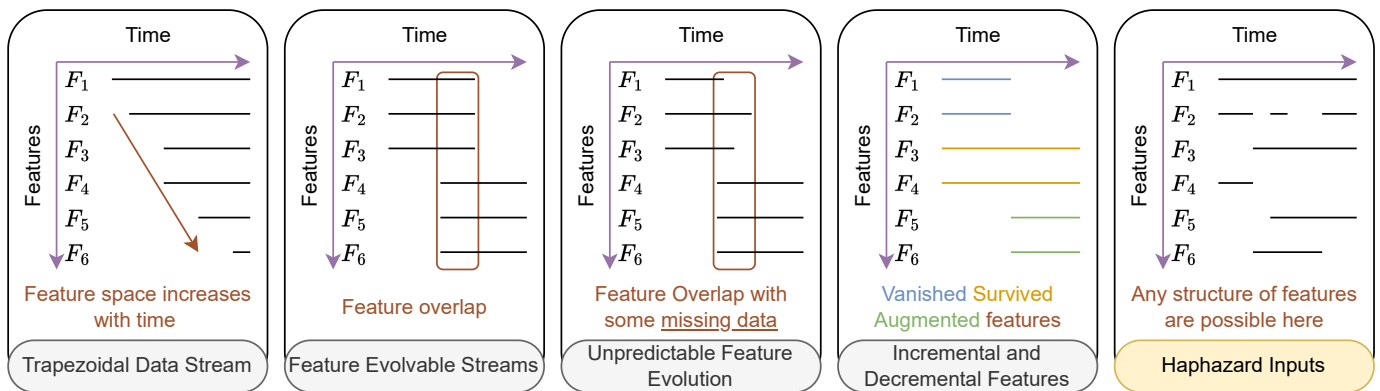 Time
Features
F1
F2
F3
F4
F5
F6
Feature space increases
with time
Trapezoidal Data Stream
Time
Features
F1
F2
F3
F4
F5
F6
Feature overlap
Feature Evolvable Streams
Time
Features
F1
F2
F3
F4
F5
F6
Feature Overlap with
some missing data
Unpredictable Feature
Evolution
Time
Features
F1
F2
F3
F4
F5
F6
Vanished Survived
Augmented features
Incremental and
Decremental Features
Time
Features
F1
F2
F3
F4
F5
F6
Any structure of features
are possible here
Haphazard Inputs